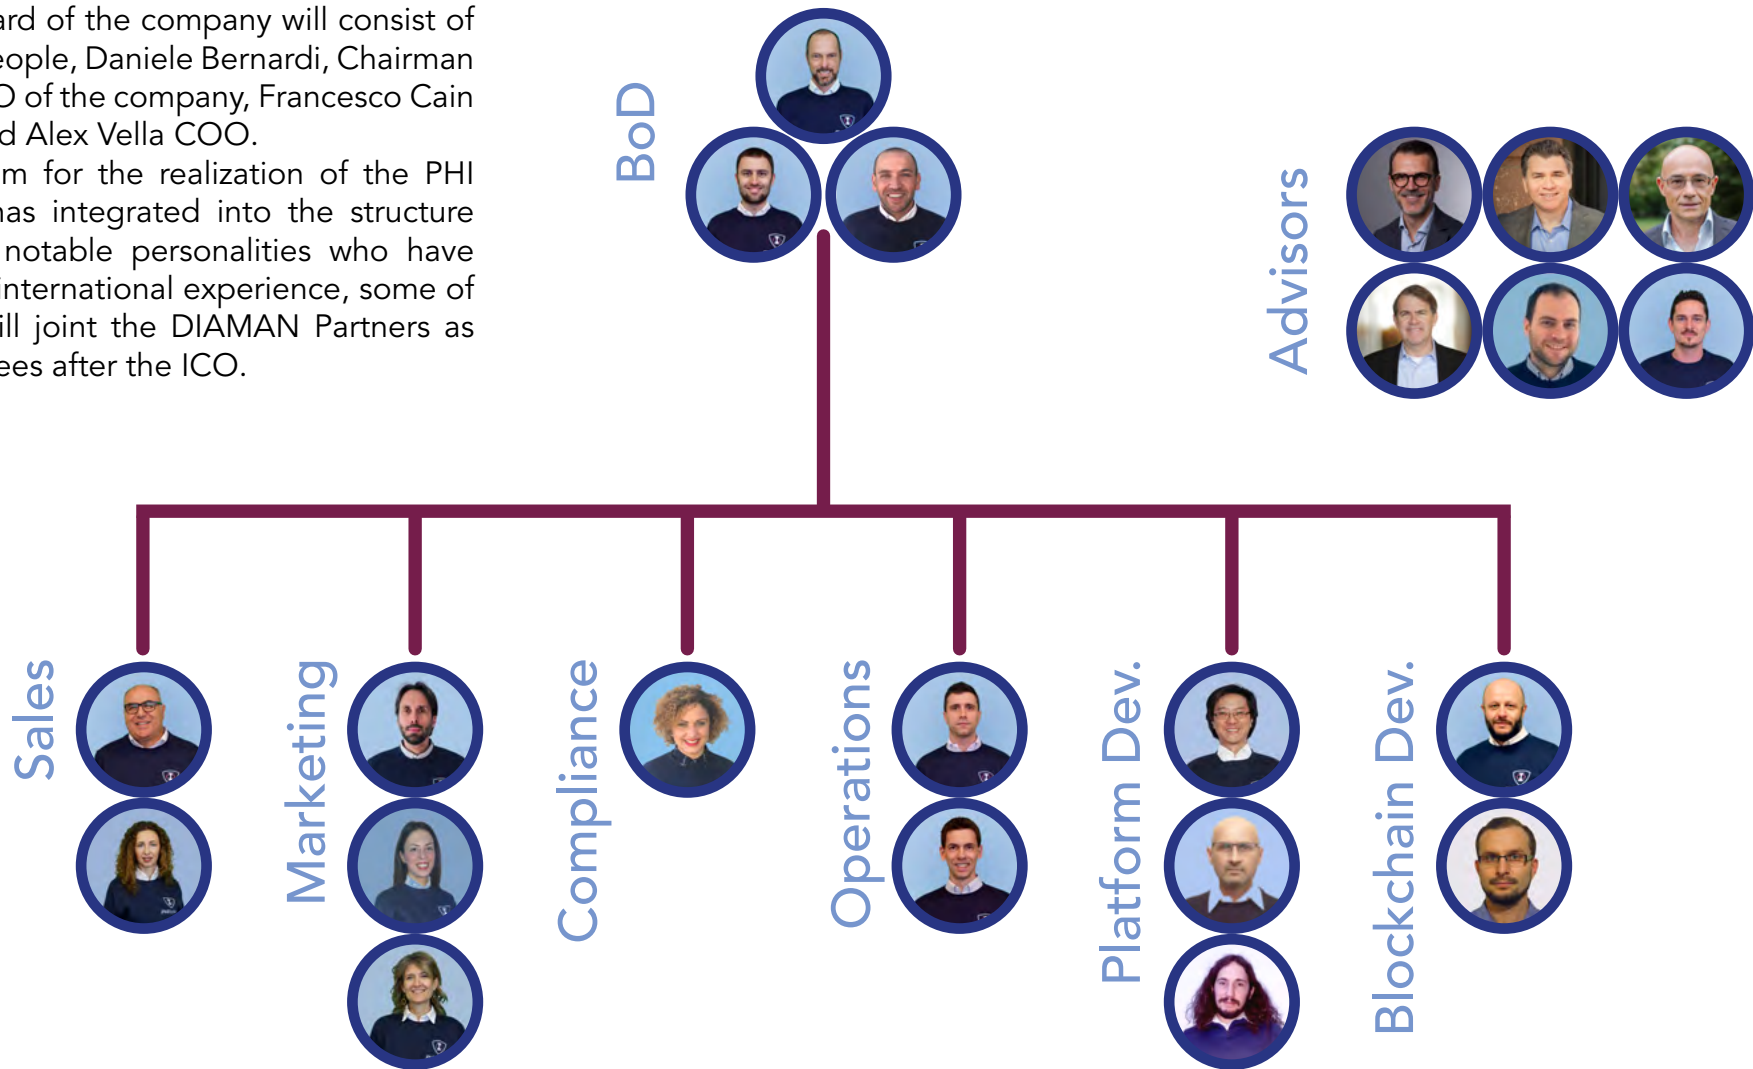 ard of the company will consist of
eople, Daniele Bernardi, Chairman
O of the company, Francesco Cain
d Alex Vella COO.
m for the realization of the PHI
has integrated into the structure
notable personalities who have
international experience, some of
ill joint the DIAMAN Partners as
ees after the ICO.
BoD
Advisors
Sales
Marketing
Compliance
Operations
Platform Dev.
Blockchain Dev.